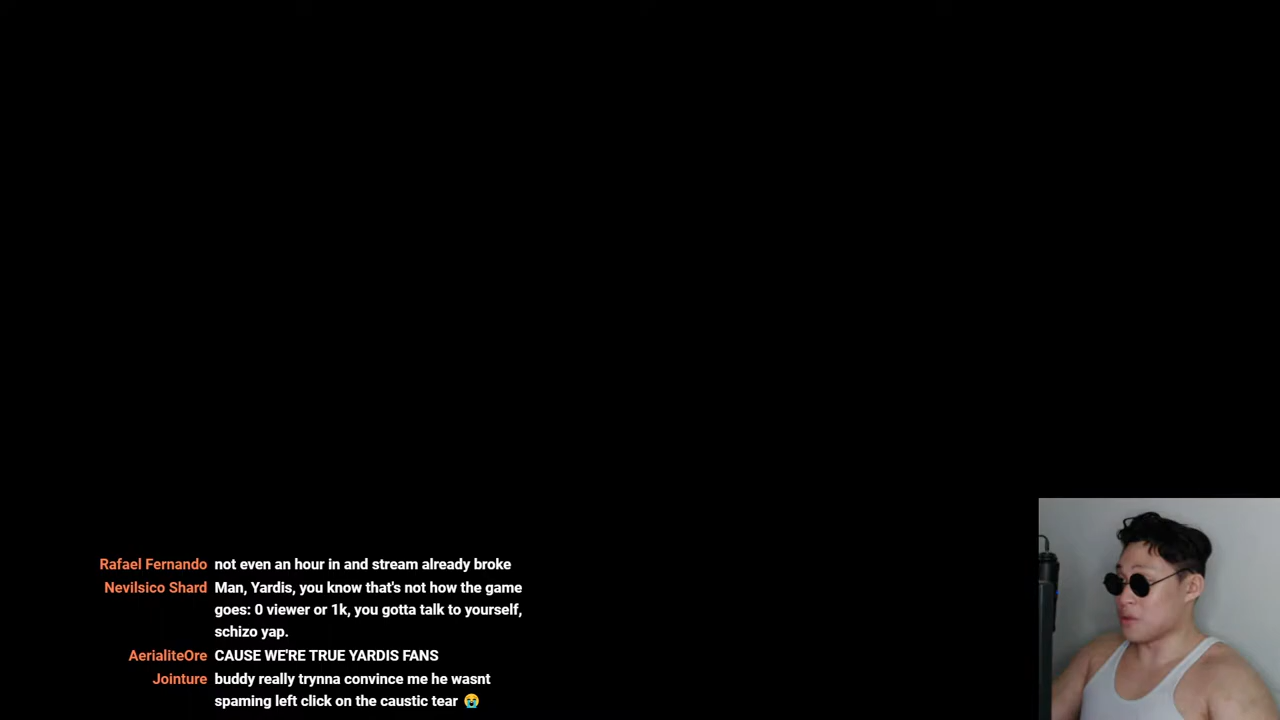 Rafael Fernando not even an hour in and stream already broke
Nevilsico Shard Man, Yardis, you know that's not how the game
goes: 0 viewer or 1k, you gotta talk to yourself,
schizo yap.
AerialiteOre CAUSE WE'RE TRUE YARDIS FANS
Jointure buddy really trynna convince me he wasnt
spaming left click on the caustic tear 😭